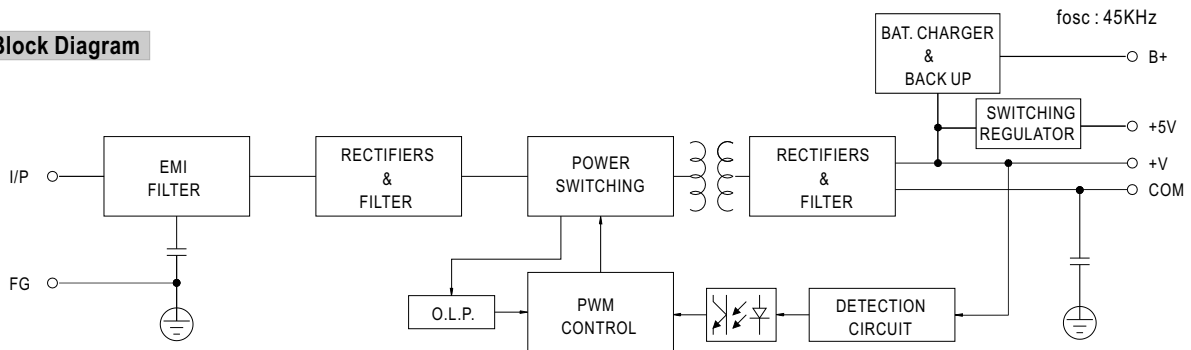 Block Diagram
fosc : 45KHz
BAT. CHARGER
&
BACK UP
B+
SWITCHING
REGULATOR
+5V
I/P
EMI
FILTER
RECTIFIERS
&
FILTER
POWER
SWITCHING
RECTIFIERS
&
FILTER
+V
COM
FG
O.L.P.
PWM
CONTROL
DETECTION
CIRCUIT